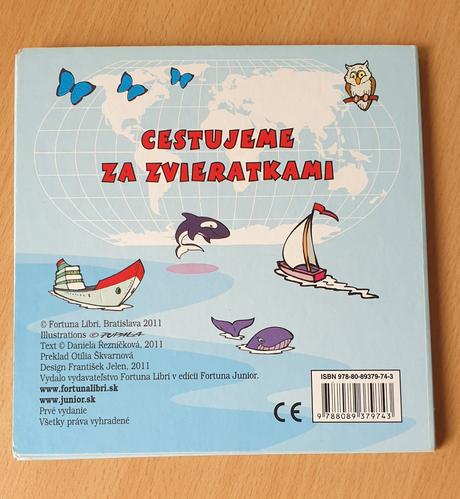 CESTUJEME
ZA ZVIERATKAMI
© Fortuna Libri, Bratislava 2011
Illustrations ©
Text © Daniela Řezníčková, 2011
Preklad Otília Škvarnová
Design František Jelen, 2011
Vydalo vydavateľstvo Fortuna Libri v edícii Fortuna Junior.
www.fortunalibri.sk
www.junior.sk
Prvé vydanie
Všetky práva vyhradené
CE
ISBN 978-80-89379-74-3
9 788089 379743